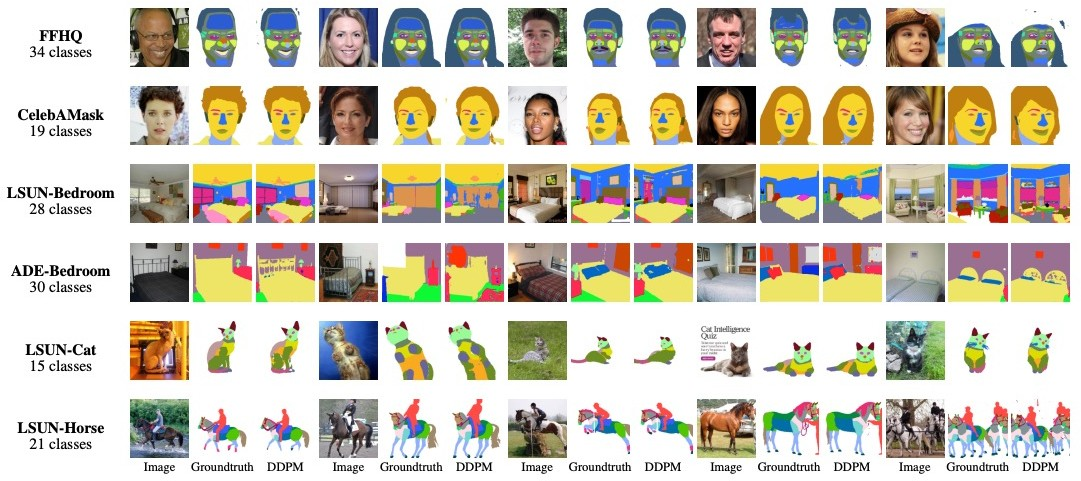 FFHQ
34 classes
CelebAMask
19 classes
LSUN-Bedroom
28 classes
ADE-Bedroom
30 classes
LSUN-Cat
15 classes
Cat Intelligence
Quiz
LSUN-Horse
21 classes
Image Groundtruth DDPM Image Groundtruth DDPM Image Groundtruth DDPM Image Groundtruth DDPM Image Groundtruth DDPM